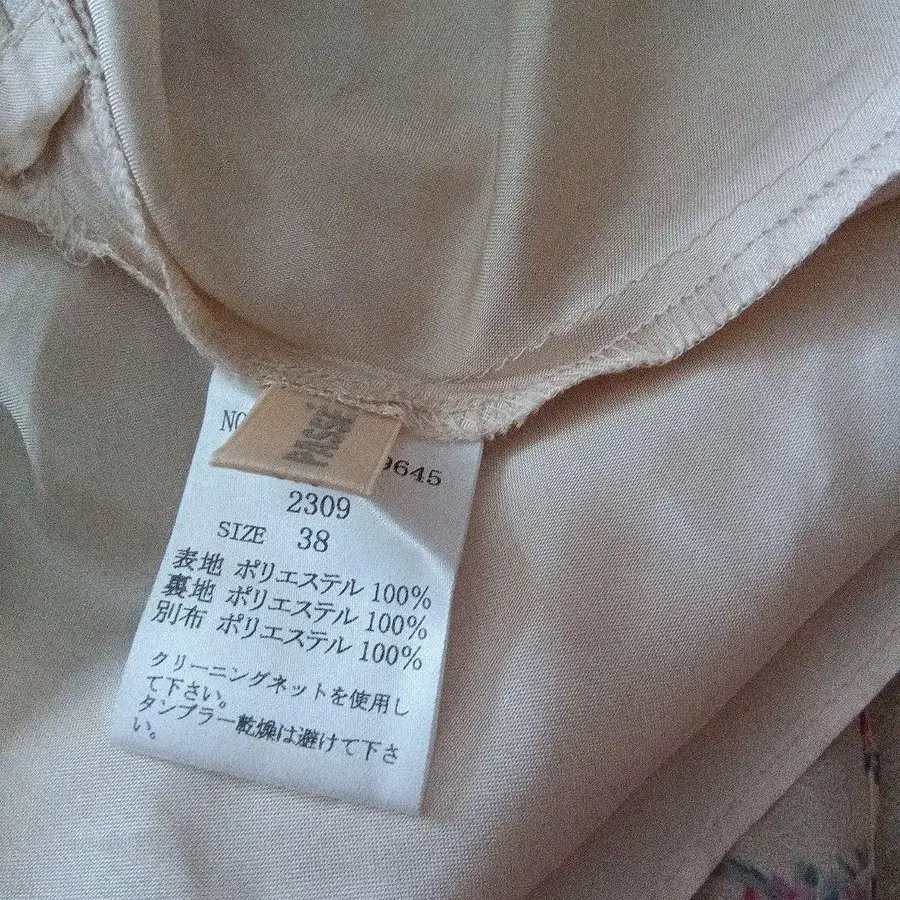 NO
PASSE
9645
2309
SIZE 38
表地 ポリエステル 100%
裏地 ポリエステル 100%
別布 ポリエステル 100%
クリーニングネットを使用し
て下さい。
タンブラー乾燥は避けて下さ
い。